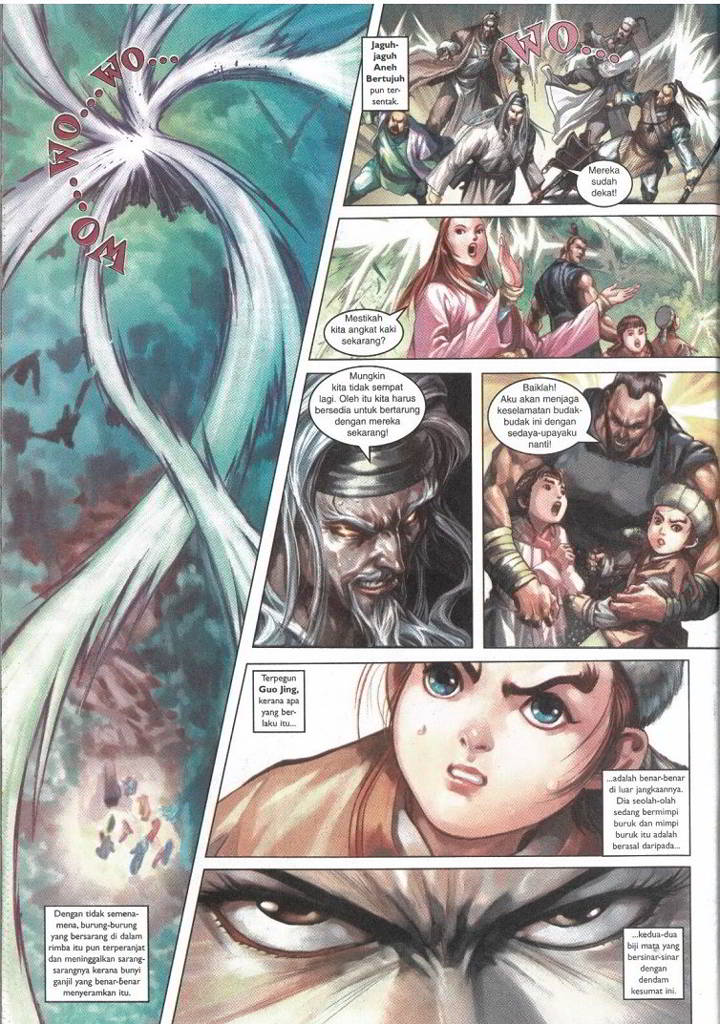 WO...WO...WO...WO...
Dengan tidak semena-
mena, burung-burung
yang bersarang di dalam
rimba itu pun terperanjat
dan meninggalkan sarang-
sarangnya kerana bunyi
ganjil yang benar-benar
menyeramkan itu.
Jaguh-
jaguh
Aneh
Bertujuh
pun ter-
sentak.
WO...
Mereka
sudah
dekat!
Mestikah
kita angkat kaki
sekarang?
Mungkin
kita tidak sempat
lagi. Oleh itu kita harus
bersedia untuk bertarung
dengan mereka
sekarang!
Baiklah!
Aku akan menjaga
keselamatan budak-
budak ini dengan
sedaya-upayaku
nanti!
Terpegun
Guo Jing,
kerana apa
yang ber-
laku itu...
...adalah benar-benar
di luar jangkaannya.
Dia seolah-olah
sedang bermimpi
buruk dan mimpi
buruk itu adalah
berasal daripada...
...kedua-dua
biji mata yang
bersinar-sinar
dengan
dendam
kesumat ini.